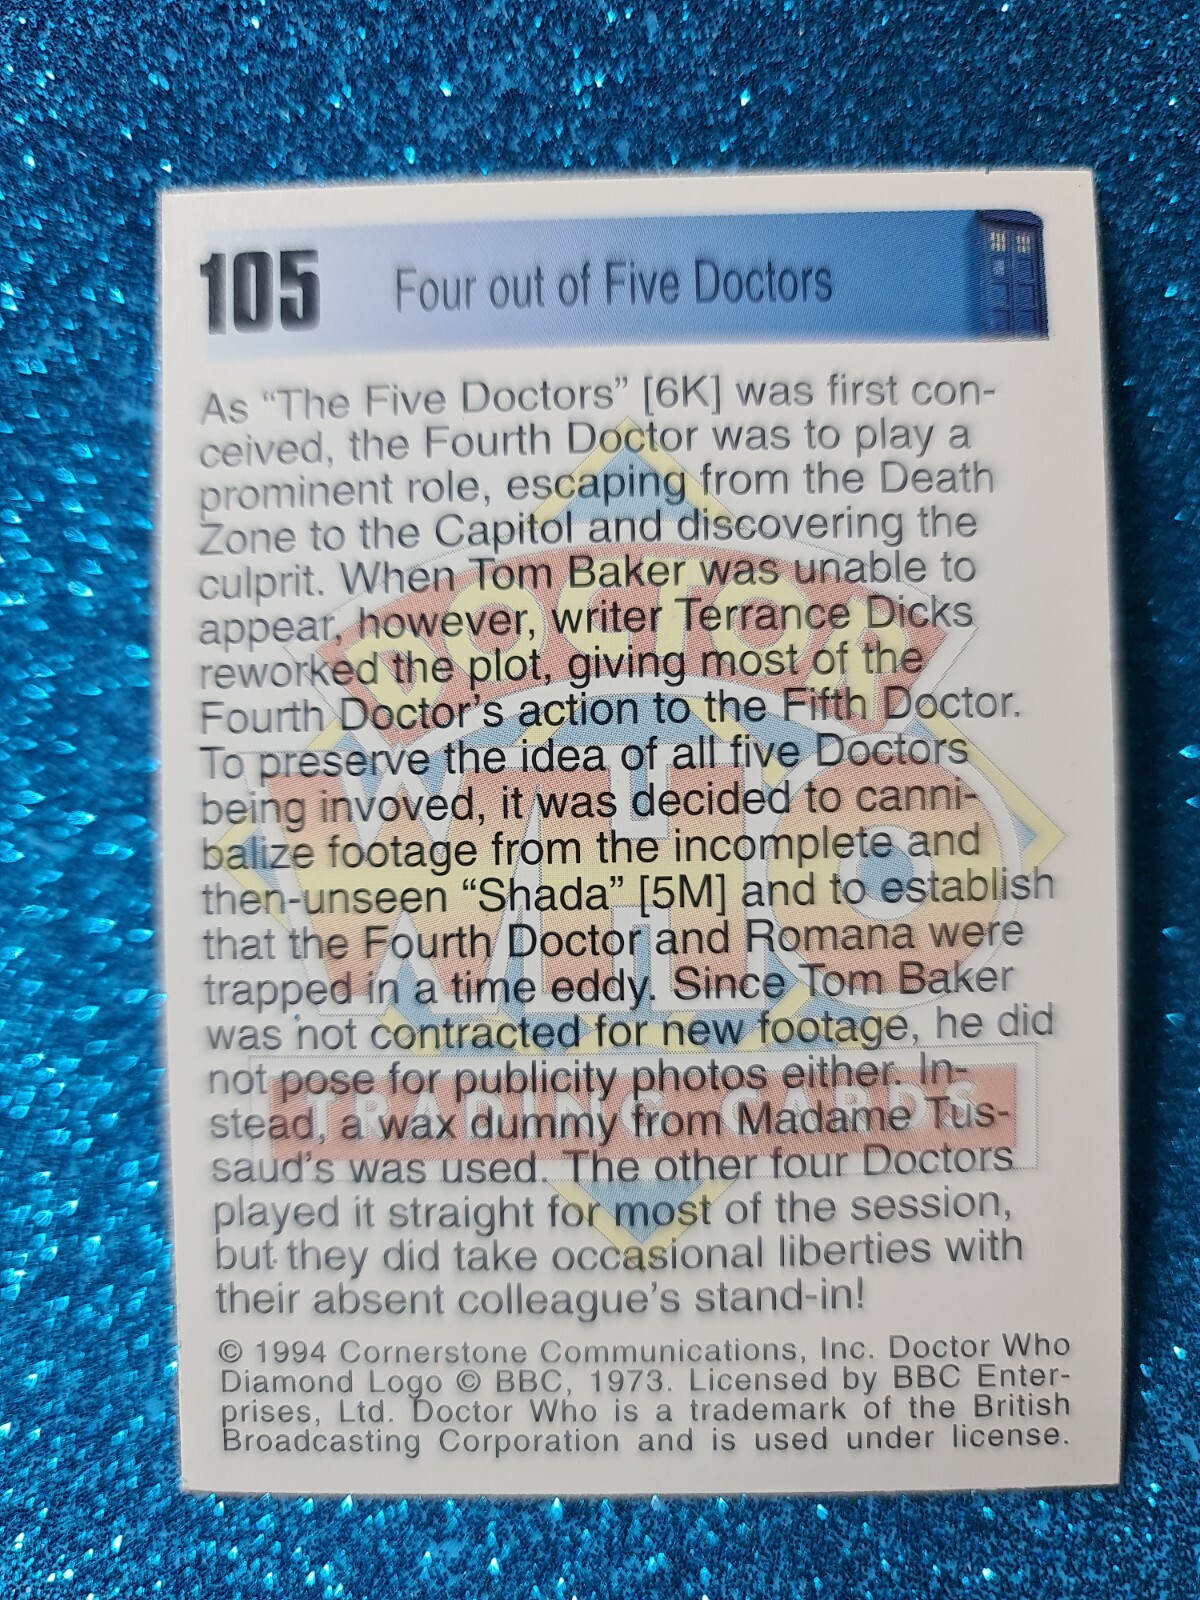 105 Four out of Five Doctors
As “The Five Doctors” [6K] was first con-
ceived, the Fourth Doctor was to play a
prominent role, escaping from the Death
Zone to the Capitol and discovering the
culprit. When Tom Baker was unable to
appear, however, writer Terrance Dicks
reworked the plot, giving most of the
Fourth Doctor’s action to the Fifth Doctor.
To preserve the idea of all five Doctors
being invoved, it was decided to canni-
balize footage from the incomplete and
then-unseen “Shada” [5M] and to establish
that the Fourth Doctor and Romana were
trapped in a time eddy. Since Tom Baker
was not contracted for new footage, he did
not pose for publicity photos either. In-
stead, a wax dummy from Madame Tus-
saud’s was used. The other four Doctors
played it straight for most of the session,
but they did take occasional liberties with
their absent colleague’s stand-in!
© 1994 Cornerstone Communications, Inc. Doctor Who
Diamond Logo © BBC, 1973. Licensed by BBC Enter-
prises, Ltd. Doctor Who is a trademark of the British
Broadcasting Corporation and is used under license.
DOCTOR
WHO
TRADING CARDS